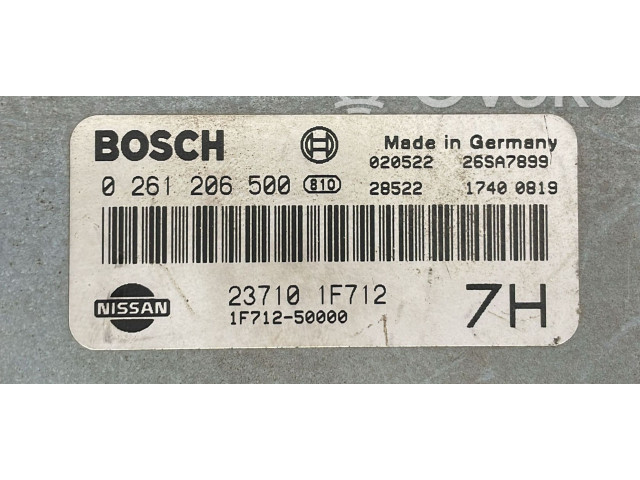 BOSCH Made in Germany
020522 26SA7899
0 261 206 500 810 28522 1740 0819
NISSAN 23710 1F712 7H
1F712-50000